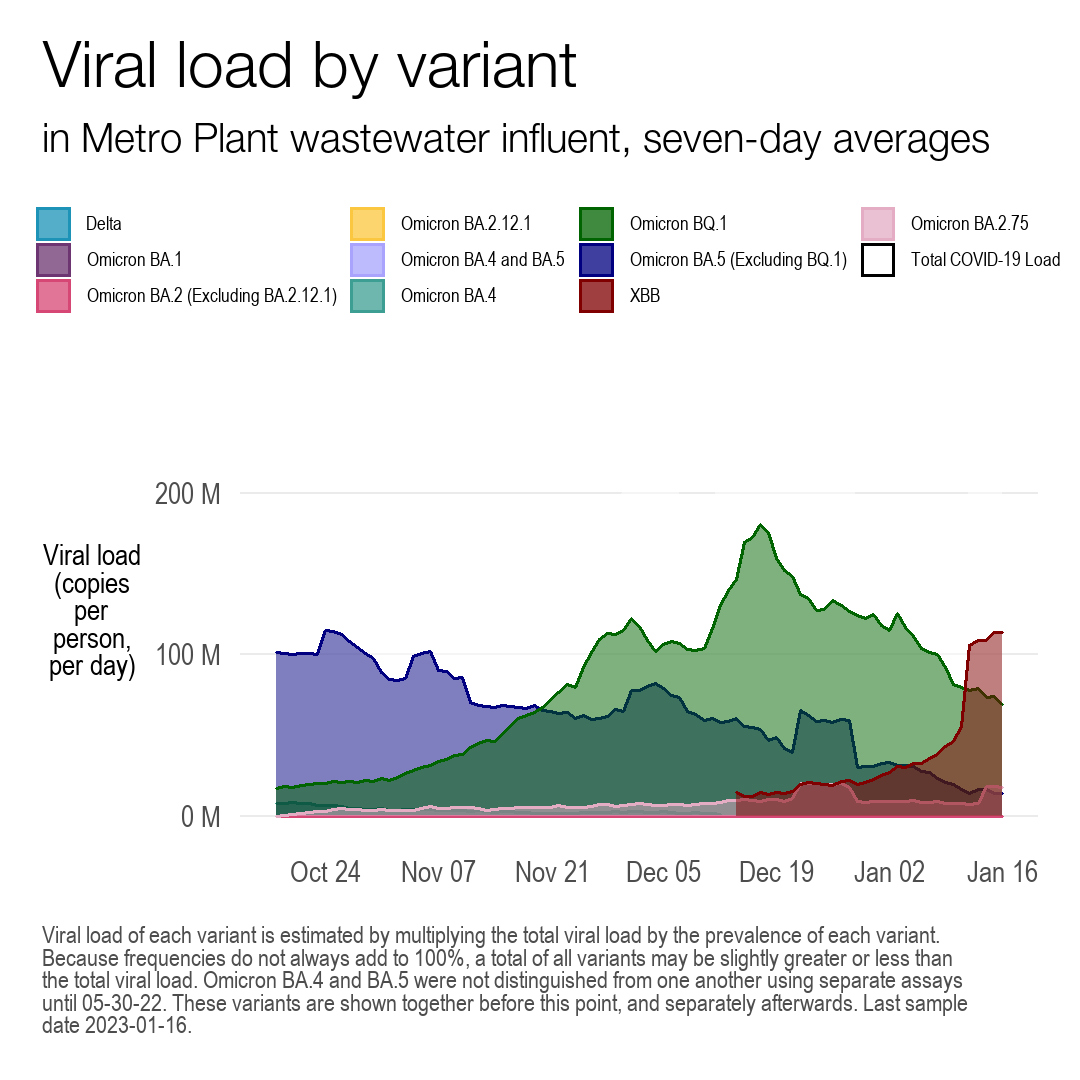 Viral load by variant
in Metro Plant wastewater influent, seven-day averages
Delta
Omicron BA.1
Omicron BA.2 (Excluding BA.2.12.1)
Omicron BA.2.12.1
Omicron BA.4 and BA.5
Omicron BA.4
Omicron BQ.1
Omicron BA.5 (Excluding BQ.1)
XBB
Omicron BA.2.75
Total COVID-19 Load
200 M
100 M
0 M
Viral load
(copies
per
person,
per day)
Oct 24
Nov 07
Nov 21
Dec 05
Dec 19
Jan 02
Jan 16
Viral load of each variant is estimated by multiplying the total viral load by the prevalence of each variant.
Because frequencies do not always add to 100%, a total of all variants may be slightly greater or less than
the total viral load. Omicron BA.4 and BA.5 were not distinguished from one another using separate assays
until 05-30-22. These variants are shown together before this point, and separately afterwards. Last sample
date 2023-01-16.